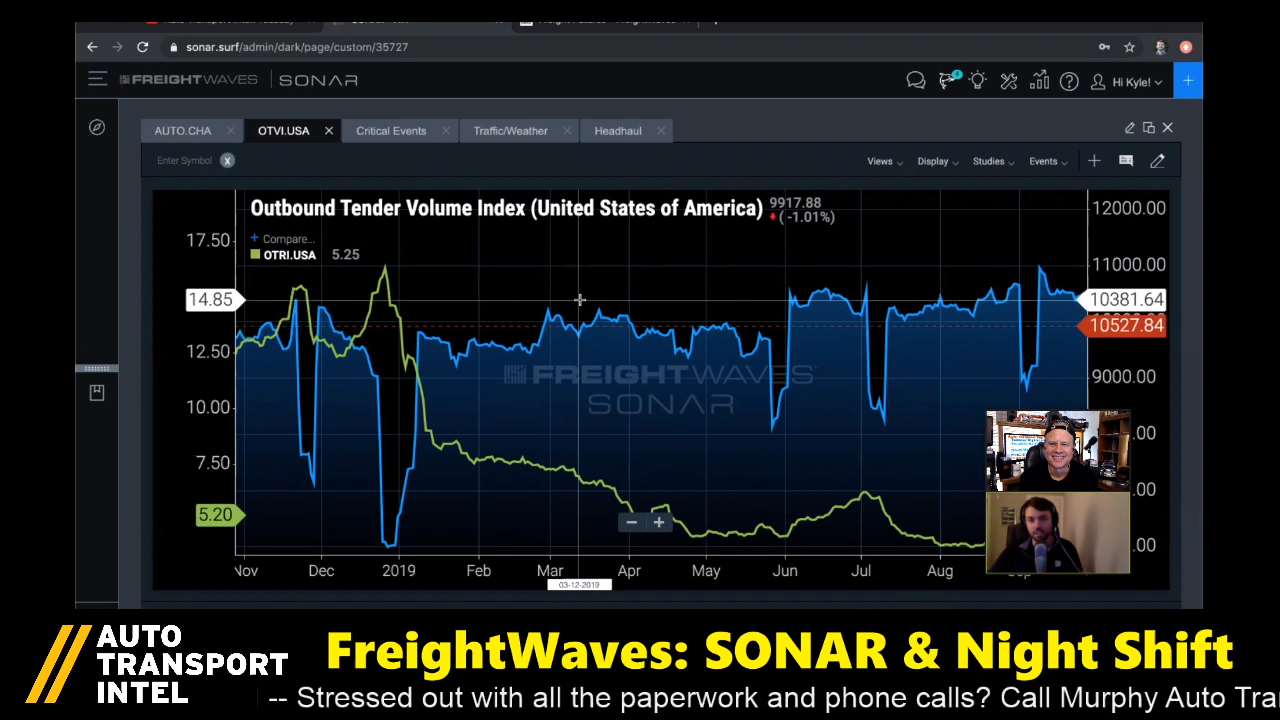 sonar.surf/admin/dark/page/custom/35727
FREIGHTWAVES | SONAR
4
Hi Kyle!
AUTO.CHA
OTVI.USA
Critical Events
Traffic/Weather
Headhaul
Enter Symbol X
Views
Display
Studies
Events
Outbound Tender Volume Index (United States of America)
9917.88
(-1.01%)
Compare...
OTRI.USA 5.25
17.50
14.85
12.50
10.00
7.50
5.20
12000.00
11000.00
10381.64
10527.84
9000.00
.00
.00
.00
FREIGHTWAVES
SONAR
Nov Dec 2019 Feb Mar Apr May Jun Jul Aug
03-12-2019
AUTO
TRANSPORT
INTEL
FreightWaves: SONAR & Night Shift
-- Stressed out with all the paperwork and phone calls? Call Murphy Auto Tra